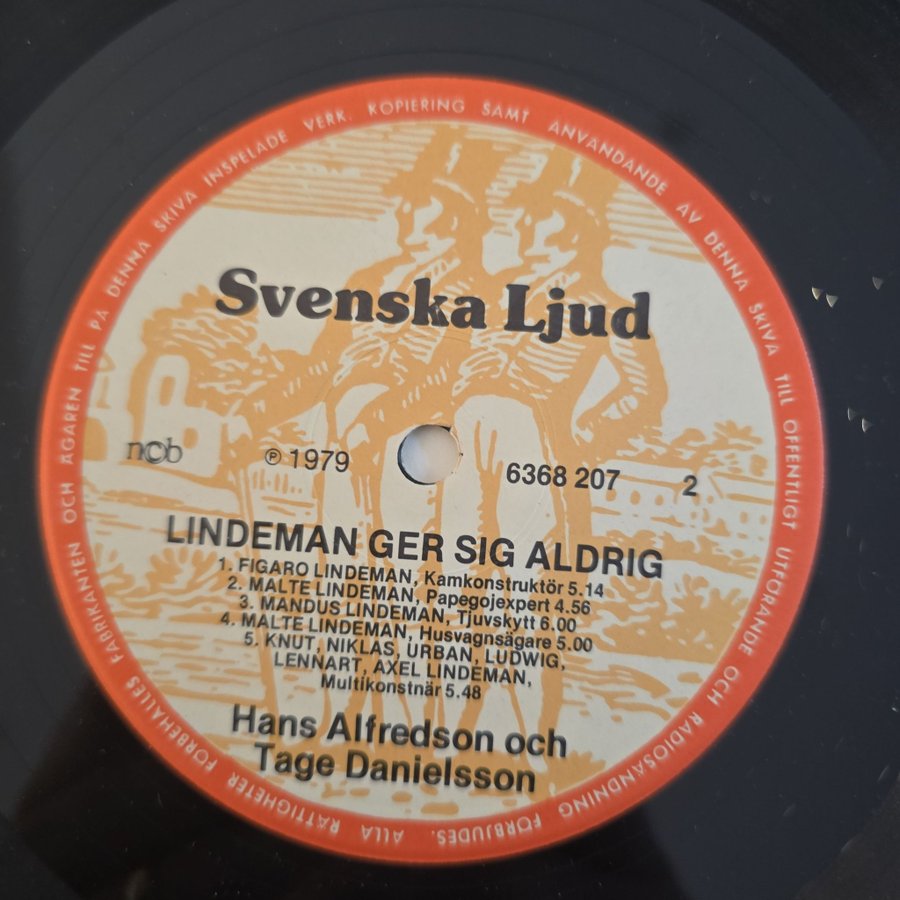 Svenska Ljud
ncb
℗ 1979
6368 207
2
LINDEMAN GER SIG ALDRIG
1. FIGARO LINDEMAN, Kamkonstruktör 5.14
2. MALTE LINDEMAN, Papegojexpert 4.56
3. MANDUS LINDEMAN, Tjuvskytt 6.00
4. MALTE LINDEMAN, Husvagnsägare 5.00
5. KNUT, NIKLAS, URBAN, LUDWIG,
LENNART, AXEL LINDEMAN,
Multikonstnär 5.48
Hans Alfredson och
Tage Danielsson
ALLA RÄTTIGHETER FÖRBEHÅLLES FABRIKANTEN OCH ÄGAREN TILL PÅ DENNA SKIVA INSPELADE VERK. KOPIERING SAMT ANVÄNDANDE AV DENNA SKIVA TILL OFFENTLIGT UTFÖRANDE OCH RADIOSÄNDNING FÖRBJUDES.